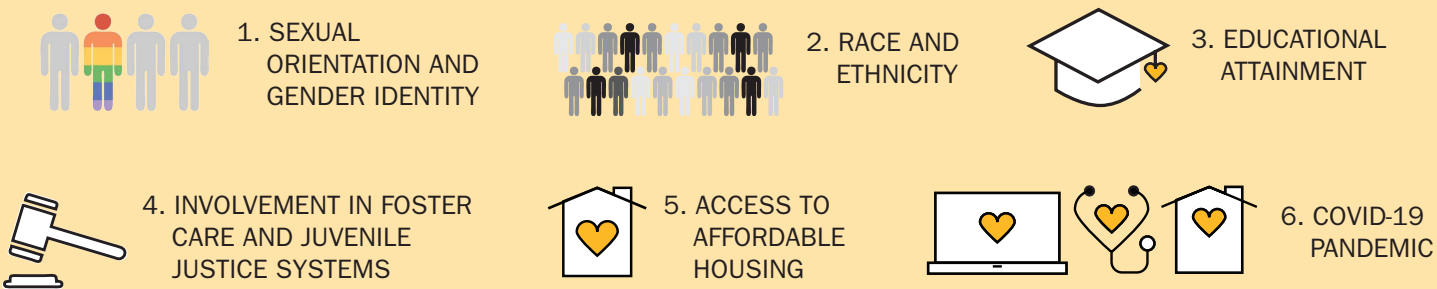 1. SEXUAL
ORIENTATION AND
GENDER IDENTITY
2. RACE AND
ETHNICITY
3. EDUCATIONAL
ATTAINMENT
4. INVOLVEMENT IN FOSTER
CARE AND JUVENILE
JUSTICE SYSTEMS
5. ACCESS TO
AFFORDABLE
HOUSING
6. COVID-19
PANDEMIC